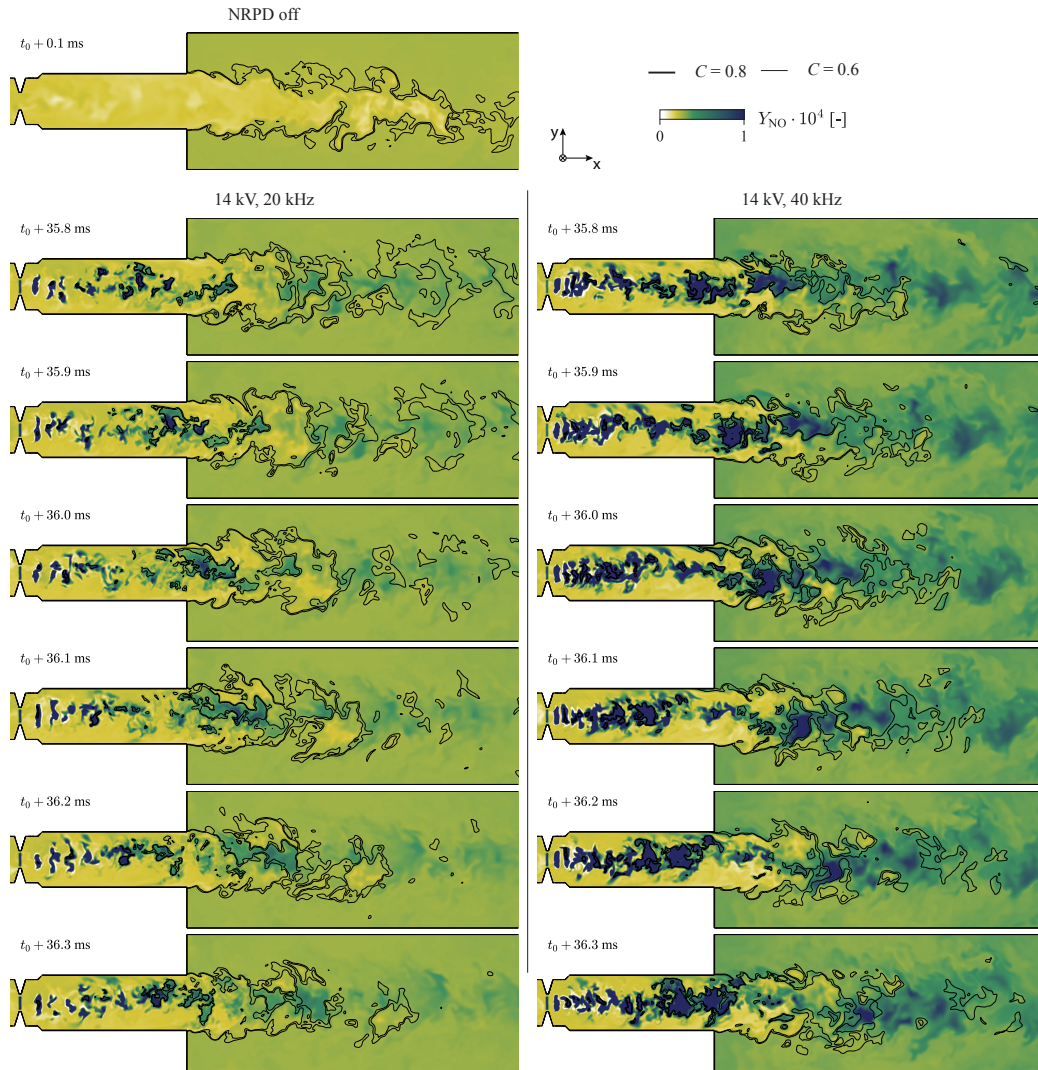 NRPD off
t₀ + 0.1 ms
C = 0.8 C = 0.6
Y_NO · 10⁴ [-]
0 1
y
x
14 kV, 20 kHz
t₀ + 35.8 ms
t₀ + 35.9 ms
t₀ + 36.0 ms
t₀ + 36.1 ms
t₀ + 36.2 ms
t₀ + 36.3 ms
14 kV, 40 kHz
t₀ + 35.8 ms
t₀ + 35.9 ms
t₀ + 36.0 ms
t₀ + 36.1 ms
t₀ + 36.2 ms
t₀ + 36.3 ms